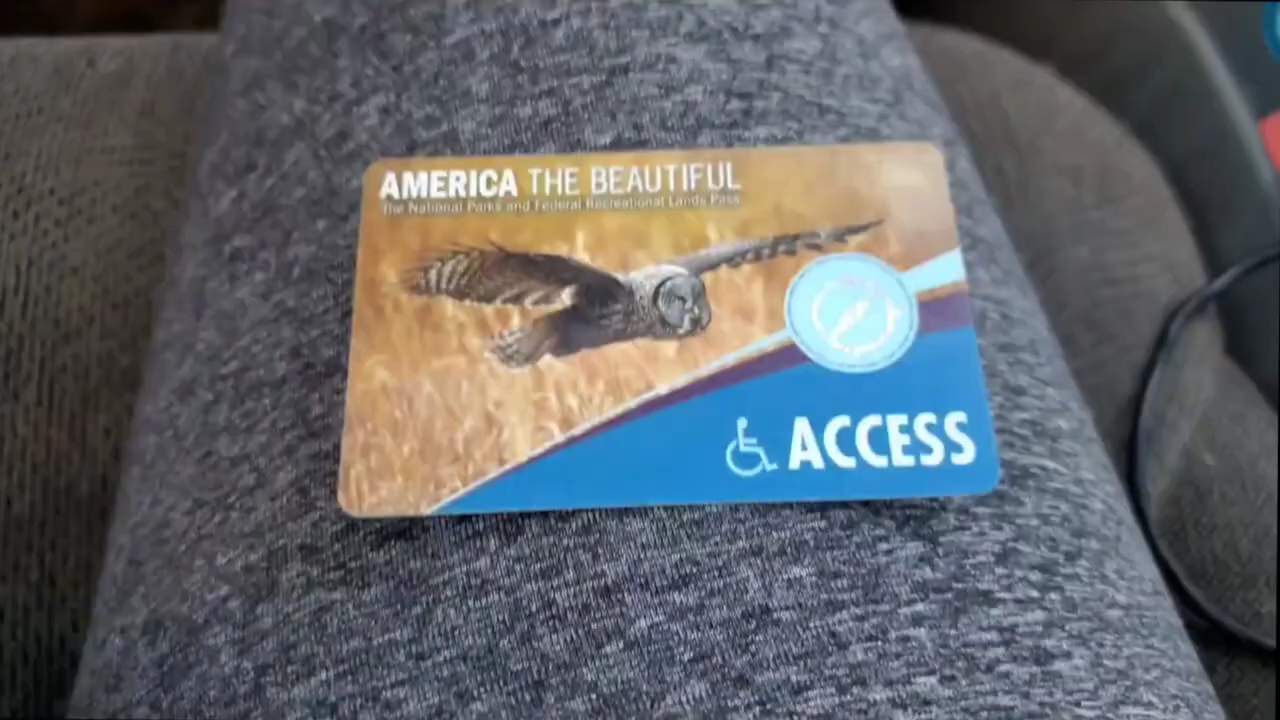 AMERICA THE BEAUTIFUL
The National Parks and Federal Recreational Lands Pass
ACCESS